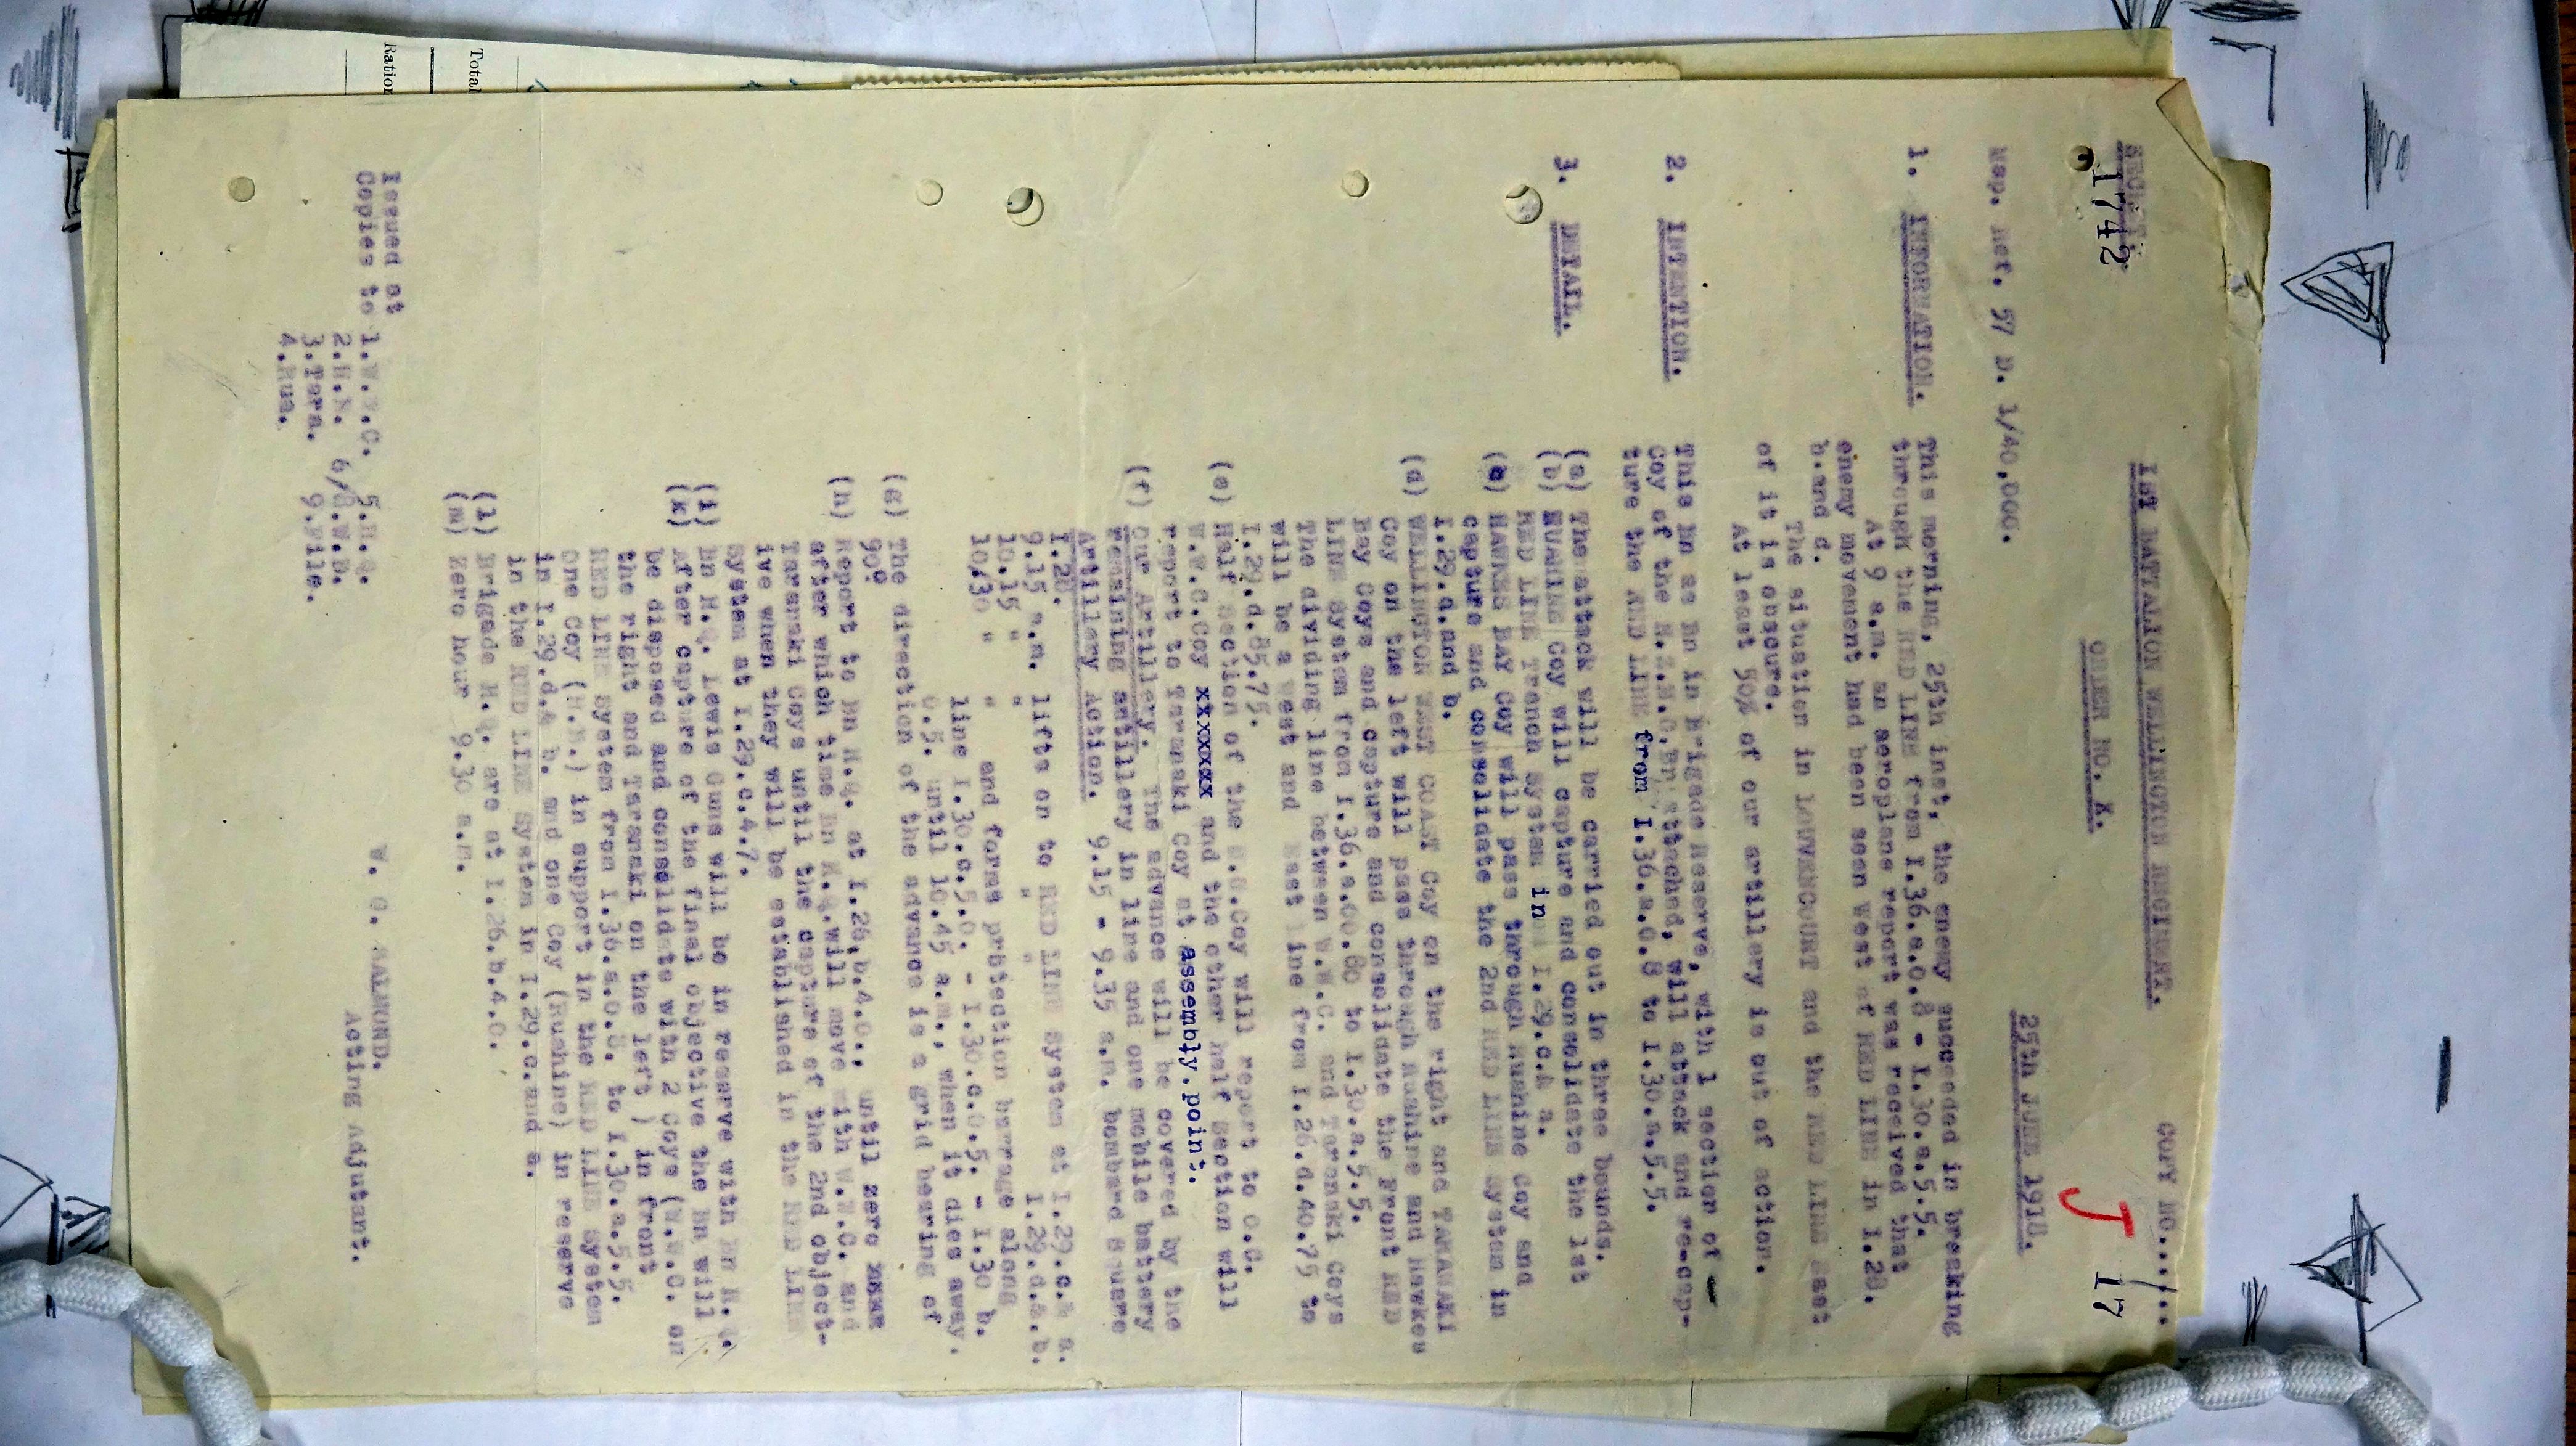 SECRET.
COPY NO..../...
1742
J 17
1ST BATTALION WELLINGTON REGIMENT.
ORDER NO. X.
25th JUNE 1918.
Map. Ref. 57 D. 1/40,000.
1. INFORMATION. This morning, 25th inst, the enemy succeeded in breaking
through the RED LINE from I.36.a.0.8 - I.30.a.5.5.
At 9 a.m. an aeroplane report was received that
enemy movement had been seen West of RED LINE in I.28.
b.and d.
The situation in LOUVENCOURT and the RED LINE East
of it is obscure.
At least 50% of our artillery is out of action.
2. INTENTION. This Bn as Bn in Brigade Reserve, with 1 section of -
Coy of the N.Z.M.G.Bn attached, will attack and re-cap-
ture the RED LINE from I.36.a.0.8 to I.30.a.5.5.
3. DETAIL. (a) The attack will be carried out in three bounds.
(b) RUAHINE Coy will capture and consolidate the 1st
RED LINE Trench system in I.29.c.& a.
(c) HAWKES BAY Coy will pass through Ruahine Coy and
capture and consolidate the 2nd RED LINE system in
I.29.d.and b.
(d) WELLINGTON WEST COAST Coy on the right and TARANAKI
Coy on the left will pass through Ruahine and Hawkes
Bay Coys and capture and consolidate the Front RED
LINE system from I.36.a.00.80 to I.30.a.5.5.
The dividing line between W.W.C. and Taranaki Coys
will be a West and East line from I.26.d.40.75 to
I.29.d.85.75.
(e) Half section of the M.G.Coy will report to O.C.
W.W.C.Coy xxxxxxx and the other half section will
report to Taranaki Coy at assembly.point.
(f) Our Artillery. The advance will be covered by the
remaining artillery in line and one mobile battery
Artillery Action. 9.15 - 9.35 a.m. bombard Square
I.28.
9.15 a.m. lifts on to RED LINE system at I.29.c.& a.
10.15 " " " " I.29.d.& b.
10/30 " " and forms protection barrage along
line I.30.c.5.0. - I.30.c.0.5. - I.30 b.
0.5. until 10.45 a.m., when it dies away.
(g) The direction of the advance is a grid bearing of
90°
(h) Report to Bn H.Q. at I.26.b.4.0., until zero
after which time Bn H.Q.will move with W.W.C. and
Taranaki Coys until the capture of the 2nd object-
ive when they will be established in the RED LINE
system at I.29.c.4.7.
(i) Bn H.Q. Lewis Guns will be in reserve with Bn H.Q.
(k) After capture of the final objective the Bn will
be disposed and consolidate with 2 Coys (W.W.C. on
the right and Taranaki on the left ) in front
RED LINE system from I.36.a.0.8. to I.30.a.5.5.
One Coy (H.B.) in support in the RED LINE system
in I.29.d.& b. and one Coy (Ruahine) in reserve
in the RED LINE system in I.29.c.and a.
(l) Brigade H.Q. are at I.26.b.4.0.
(m) Zero hour 9.30 a.m.
W. G. SALMOND.
Acting Adjutant.
Issued at
Copies to 1.W.W.C. 5.H.Q.
2.H.B. 6/8.W.D.
3.Tara. 9.File.
4.Rua.
Total
Ration